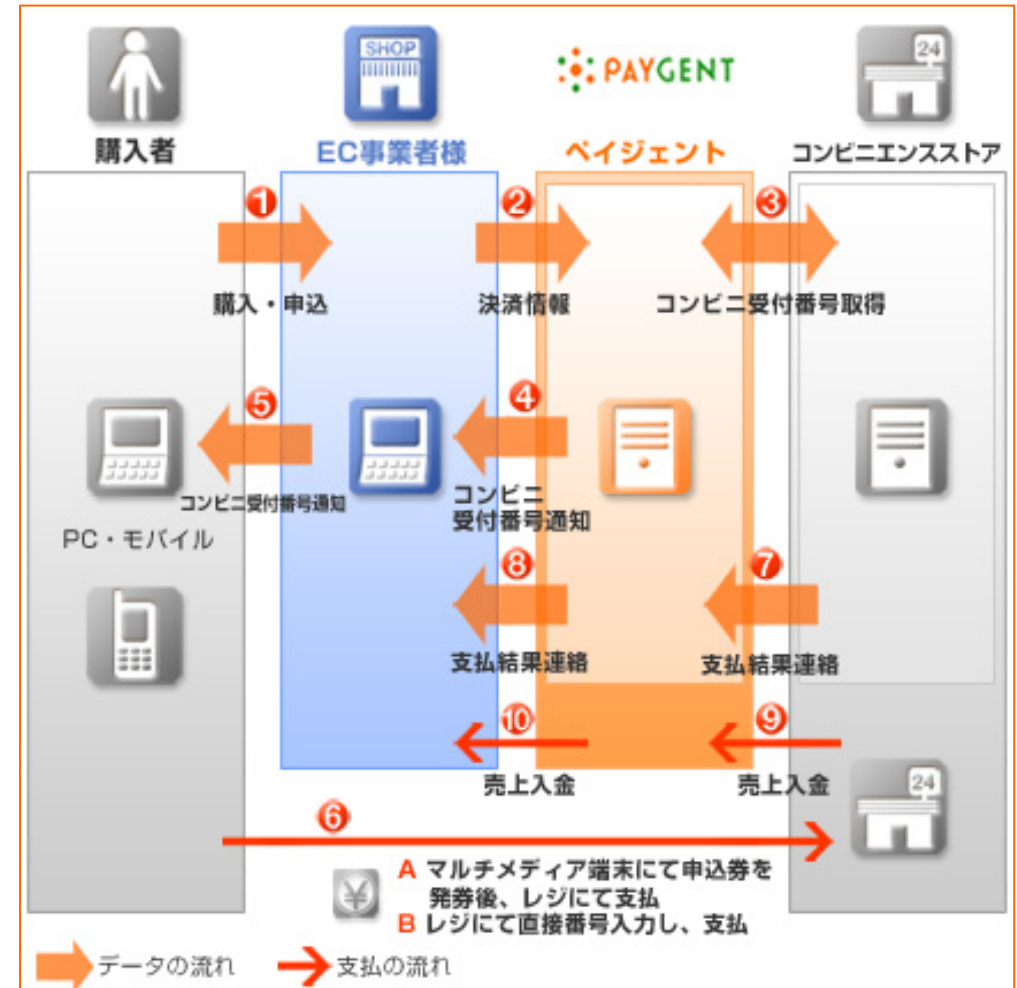 SHOP
PAYGENT
24
購入者
EC事業者様
ペイジェント
コンビニエンスストア
1
2
3
購入・申込
決済情報
コンビニ受付番号取得
5
4
コンビニ受付番号通知
コンビニ
受付番号通知
PC・モバイル
8
7
支払結果連絡
支払結果連絡
10
9
売上入金
売上入金
24
6
A マルチメディア端末にて申込券を
発券後、レジにて支払
¥
B レジにて直接番号入力し、支払
データの流れ
支払の流れ